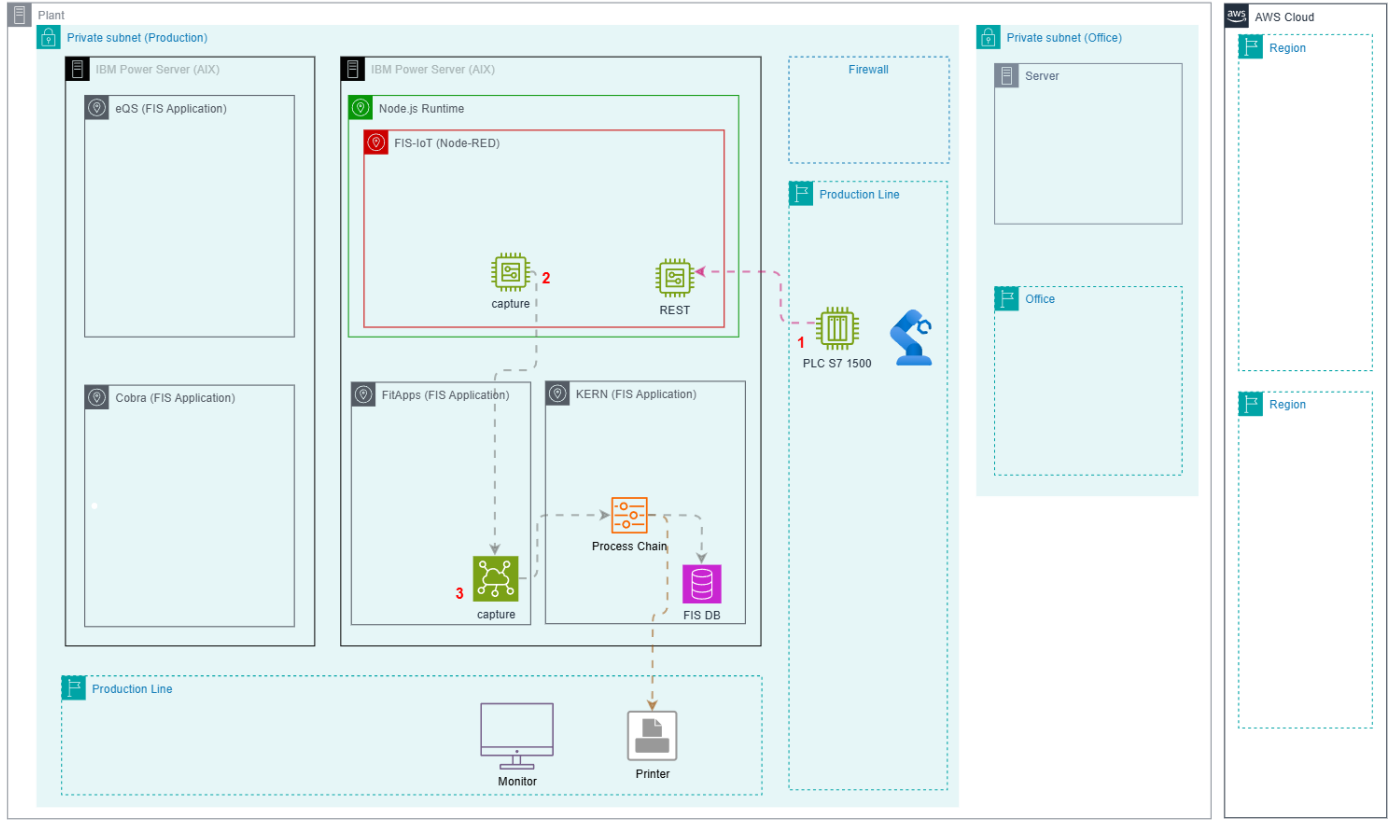 Plant
Private subnet (Production)
IBM Power Server (AIX)
eQS (FIS Application)
Cobra (FIS Application)
IBM Power Server (AIX)
Node.js Runtime
FIS-IoT (Node-RED)
capture
2
REST
FitApps (FIS Application)
3
capture
KERN (FIS Application)
Process Chain
FIS DB
Firewall
Production Line
1
PLC S7 1500
Production Line
Monitor
Printer
Private subnet (Office)
Server
Office
aws
AWS Cloud
Region
Region